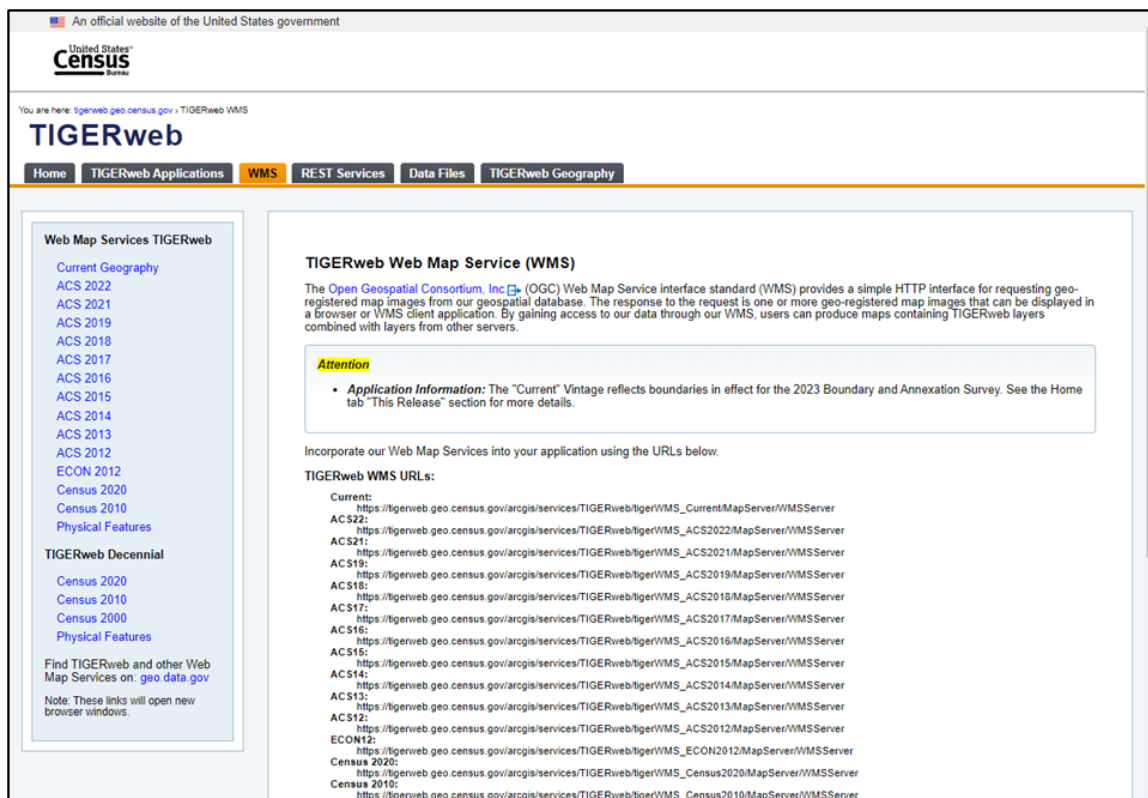 An official website of the United States government
United States®
Census
Bureau
You are here: tigerweb.geo.census.gov › TIGERweb WMS
TIGERweb
Home
TIGERweb Applications
WMS
REST Services
Data Files
TIGERweb Geography
Web Map Services TIGERweb
Current Geography
ACS 2022
ACS 2021
ACS 2019
ACS 2018
ACS 2017
ACS 2016
ACS 2015
ACS 2014
ACS 2013
ACS 2012
ECON 2012
Census 2020
Census 2010
Physical Features
TIGERweb Decennial
Census 2020
Census 2010
Census 2000
Physical Features
Find TIGERweb and other Web
Map Services on: geo.data.gov
Note: These links will open new
browser windows.
TIGERweb Web Map Service (WMS)
The Open Geospatial Consortium, Inc. (OGC) Web Map Service interface standard (WMS) provides a simple HTTP interface for requesting geo-
registered map images from our geospatial database. The response to the request is one or more geo-registered map images that can be displayed in
a browser or WMS client application. By gaining access to our data through our WMS, users can produce maps containing TIGERweb layers
combined with layers from other servers.
Attention
• Application Information: The "Current" Vintage reflects boundaries in effect for the 2023 Boundary and Annexation Survey. See the Home
tab "This Release" section for more details.
Incorporate our Web Map Services into your application using the URLs below.
TIGERweb WMS URLs:
Current:
https://tigerweb.geo.census.gov/arcgis/services/TIGERweb/tigerWMS_Current/MapServer/WMSServer
ACS22:
https://tigerweb.geo.census.gov/arcgis/services/TIGERweb/tigerWMS_ACS2022/MapServer/WMSServer
ACS21:
https://tigerweb.geo.census.gov/arcgis/services/TIGERweb/tigerWMS_ACS2021/MapServer/WMSServer
ACS19:
https://tigerweb.geo.census.gov/arcgis/services/TIGERweb/tigerWMS_ACS2019/MapServer/WMSServer
ACS18:
https://tigerweb.geo.census.gov/arcgis/services/TIGERweb/tigerWMS_ACS2018/MapServer/WMSServer
ACS17:
https://tigerweb.geo.census.gov/arcgis/services/TIGERweb/tigerWMS_ACS2017/MapServer/WMSServer
ACS16:
https://tigerweb.geo.census.gov/arcgis/services/TIGERweb/tigerWMS_ACS2016/MapServer/WMSServer
ACS15:
https://tigerweb.geo.census.gov/arcgis/services/TIGERweb/tigerWMS_ACS2015/MapServer/WMSServer
ACS14:
https://tigerweb.geo.census.gov/arcgis/services/TIGERweb/tigerWMS_ACS2014/MapServer/WMSServer
ACS13:
https://tigerweb.geo.census.gov/arcgis/services/TIGERweb/tigerWMS_ACS2013/MapServer/WMSServer
ACS12:
https://tigerweb.geo.census.gov/arcgis/services/TIGERweb/tigerWMS_ACS2012/MapServer/WMSServer
ECON12:
https://tigerweb.geo.census.gov/arcgis/services/TIGERweb/tigerWMS_ECON2012/MapServer/WMSServer
Census 2020:
https://tigerweb.geo.census.gov/arcgis/services/TIGERweb/tigerWMS_Census2020/MapServer/WMSServer
Census 2010:
https://tigerweb.geo.census.gov/arcgis/services/TIGERweb/tigerWMS_Census2010/MapServer/WMSServer